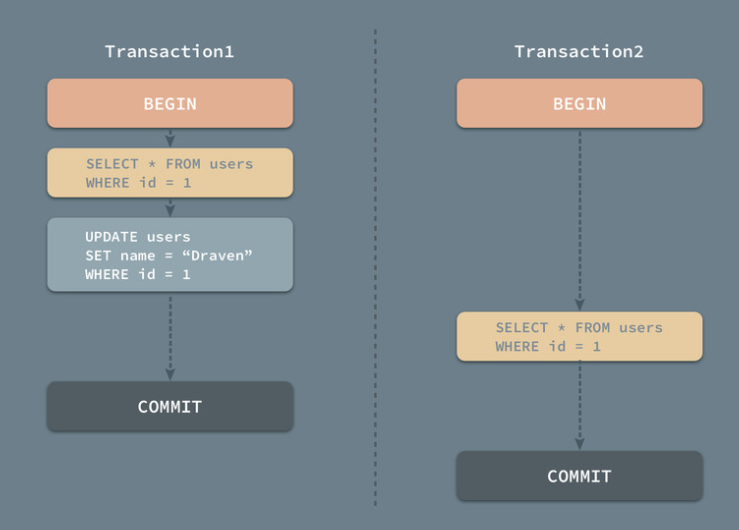 Transaction1
BEGIN
SELECT * FROM users
WHERE id = 1
UPDATE users
SET name = “Draven”
WHERE id = 1
COMMIT
Transaction2
BEGIN
SELECT * FROM users
WHERE id = 1
COMMIT